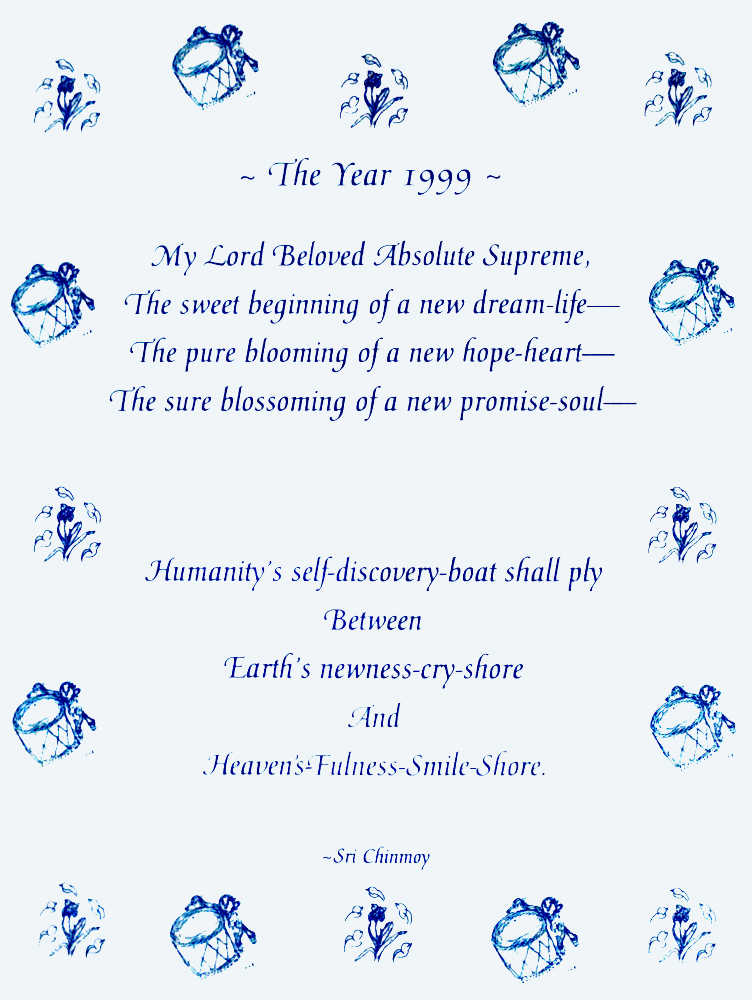 ~ The Year 1999 ~
My Lord Beloved Absolute Supreme,
The sweet beginning of a new dream-life—
The pure blooming of a new hope-heart—
The sure blossoming of a new promise-soul—
Humanity's self-discovery-boat shall ply
Between
Earth's newness-cry-shore
And
Heaven's-Fulness-Smile-Shore.
~Sri Chinmoy